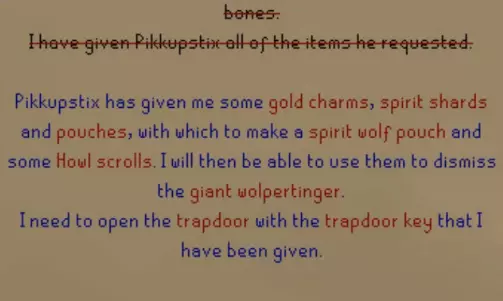 bones.
I have given Pikkupstix all of the items he requested.
Pikkupstix has given me some gold charms, spirit shards
and pouches, with which to make a spirit wolf pouch and
some Howl scrolls. I will then be able to use them to dismiss
the giant wolpertinger.
I need to open the trapdoor with the trapdoor key that I
have been given.